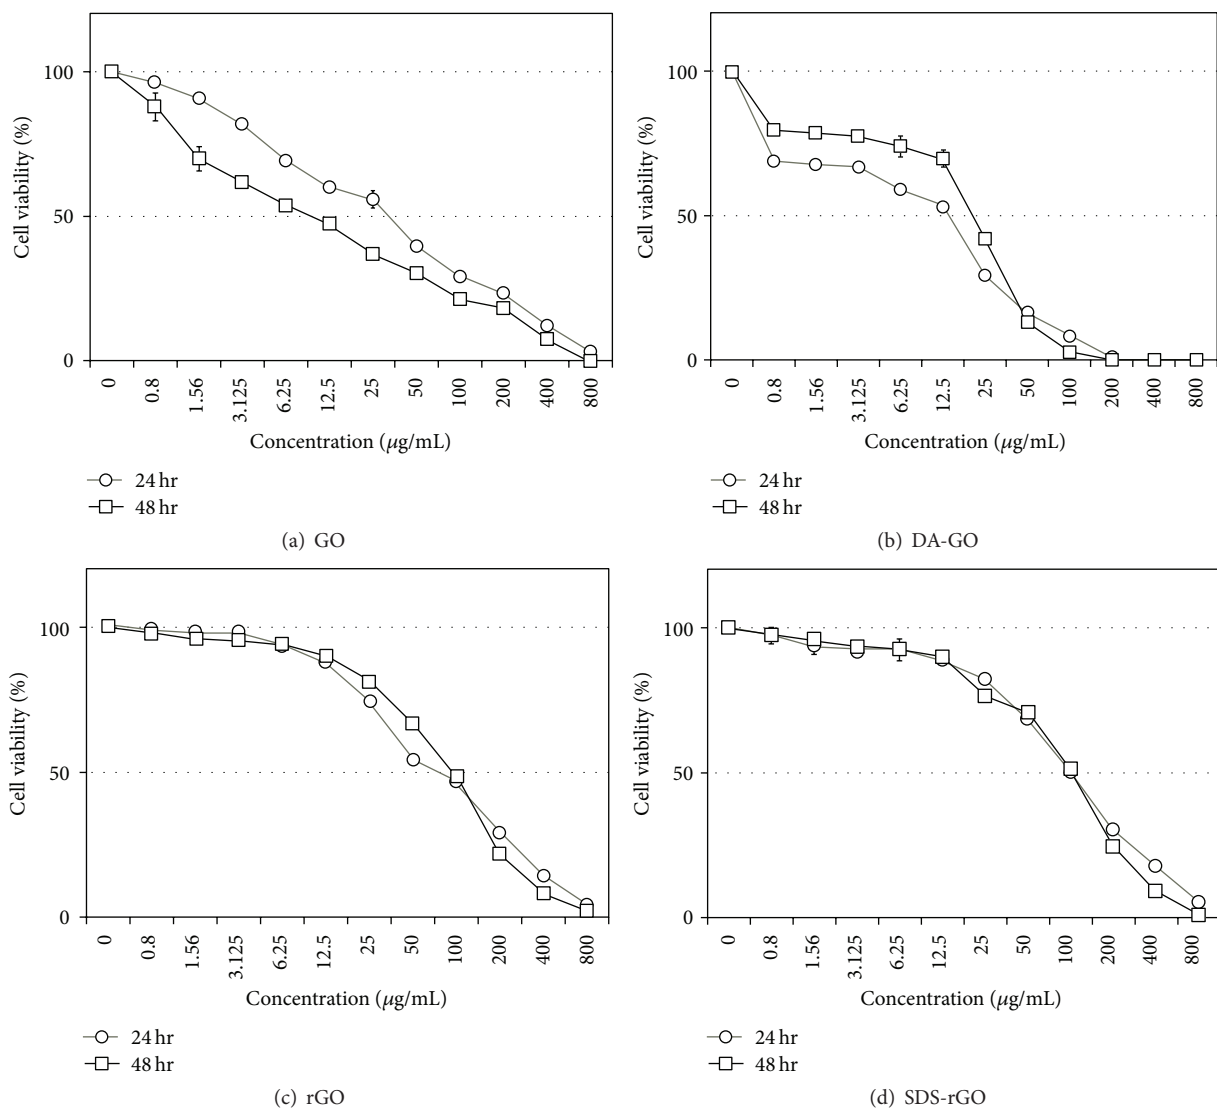 100
50
0
Cell viability (%)
0 0.8 1.56 3.125 6.25 12.5 25 50 100 200 400 800
Concentration (μg/mL)
24 hr
48 hr
(a) GO
100
50
0
Cell viability (%)
0 0.8 1.56 3.125 6.25 12.5 25 50 100 200 400 800
Concentration (μg/mL)
24 hr
48 hr
(b) DA-GO
100
50
0
Cell viability (%)
0 0.8 1.56 3.125 6.25 12.5 25 50 100 200 400 800
Concentration (μg/mL)
24 hr
48 hr
(c) rGO
100
50
0
Cell viability (%)
0 0.8 1.56 3.125 6.25 12.5 25 50 100 200 400 800
Concentration (μg/mL)
24 hr
48 hr
(d) SDS-rGO